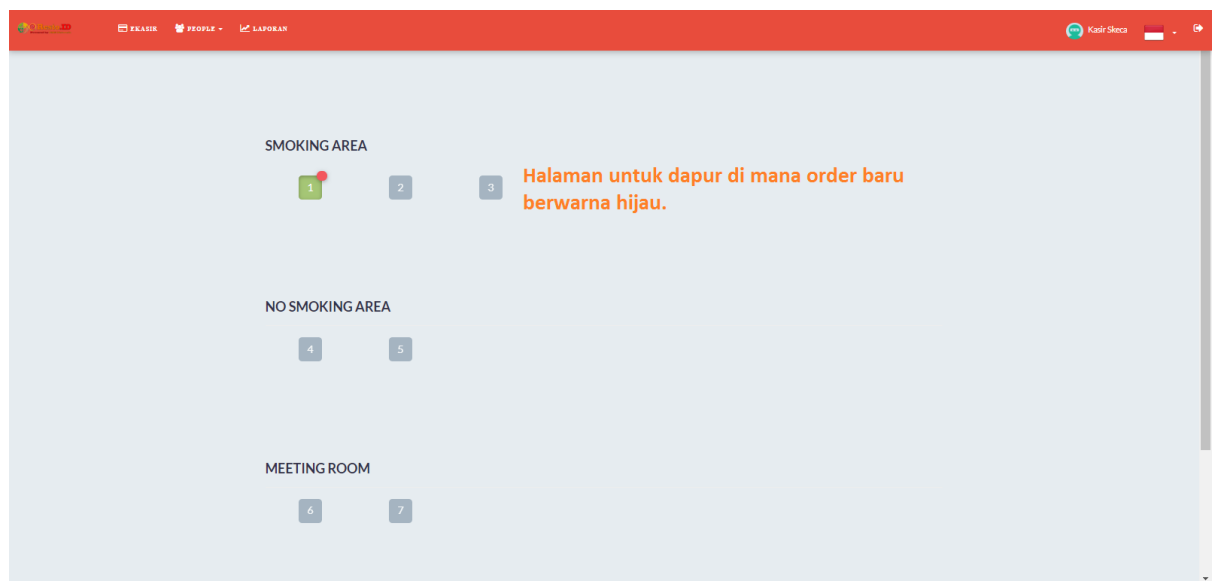 EKASIR PEOPLE LAPORAN Kasir Skeca
SMOKING AREA
1 2 3
Halaman untuk dapur di mana order baru
berwarna hijau.
NO SMOKING AREA
4 5
MEETING ROOM
6 7